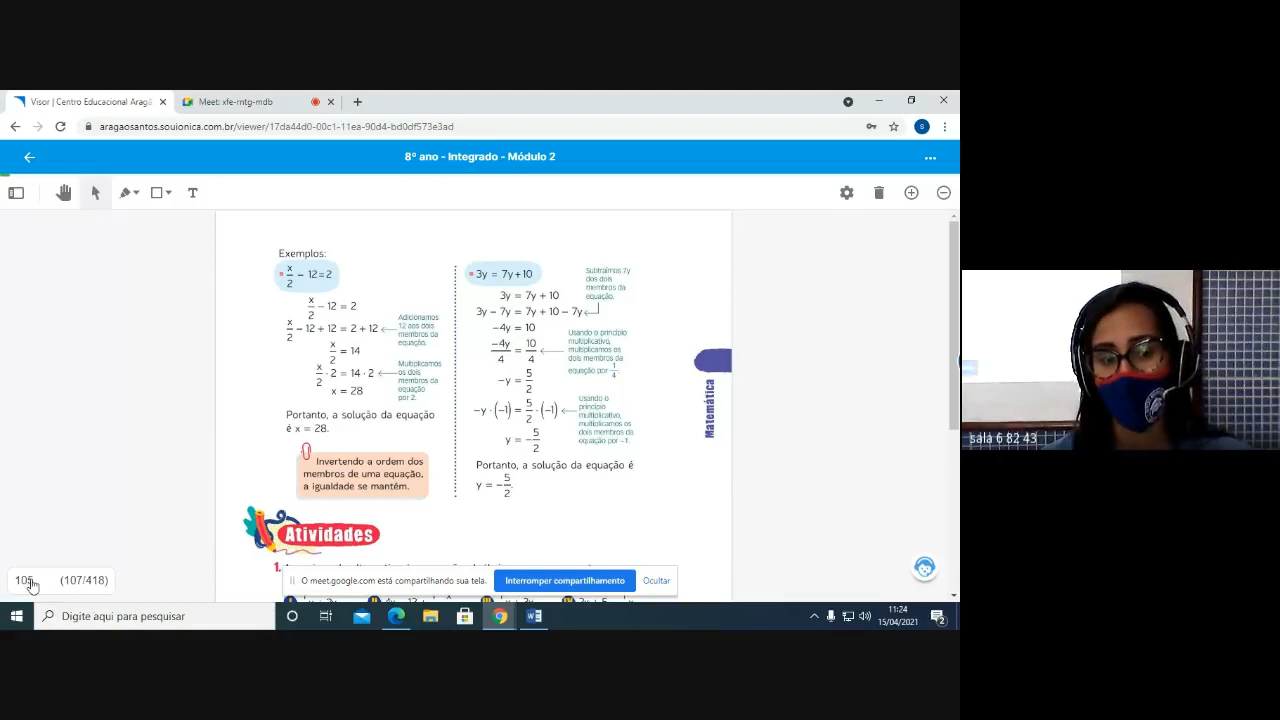 Visor | Centro Educacional Aragã
Meet: xfe-rntg-mdb
aragaosantos.souionica.com.br/viewer/17da44d0-00c1-11ea-90d4-bd0df573e3ad
8º ano - Integrado - Módulo 2
T
Exemplos:
x/2 − 12 = 2
x/2 − 12 = 2
x/2 − 12 + 12 = 2 + 12
Adicionamos
12 aos dois
membros da
equação.
x/2 = 14
x/2 · 2 = 14 · 2
Multiplicamos
os dois
membros da
equação
por 2.
x = 28
Portanto, a solução da equação
é x = 28.
Invertendo a ordem dos
membros de uma equação,
a igualdade se mantém.
3y = 7y + 10
3y = 7y + 10
Subtraímos 7y
dos dois
membros da
equação.
3y − 7y = 7y + 10 − 7y
−4y = 10
−4y/4 = 10/4
Usando o princípio
multiplicativo,
multiplicamos os
dois membros da
equação por 1/4.
−y = 5/2
−y · (−1) = 5/2 · (−1)
Usando o
princípio
multiplicativo,
multiplicamos os
dois membros da
equação por −1.
y = −5/2
Portanto, a solução da equação é
y = −5/2.
Matemática
Atividades
1.
105 (107/418)
O meet.google.com está compartilhando sua tela.
Interromper compartilhamento
Ocultar
Digite aqui para pesquisar
11:24
15/04/2021
2
sala 6 82 43